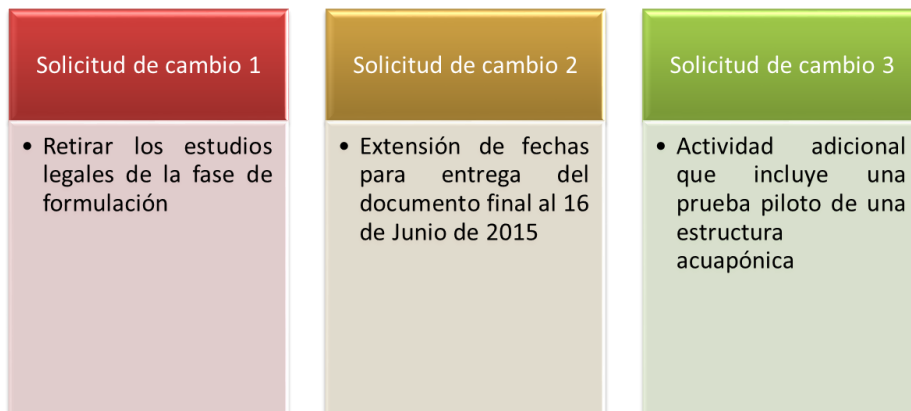 Solicitud de cambio 1
• Retirar los estudios
legales de la fase de
formulación
Solicitud de cambio 2
• Extensión de fechas
para entrega del
documento final al 16
de Junio de 2015
Solicitud de cambio 3
• Actividad adicional
que incluye una
prueba piloto de una
estructura
acuapónica